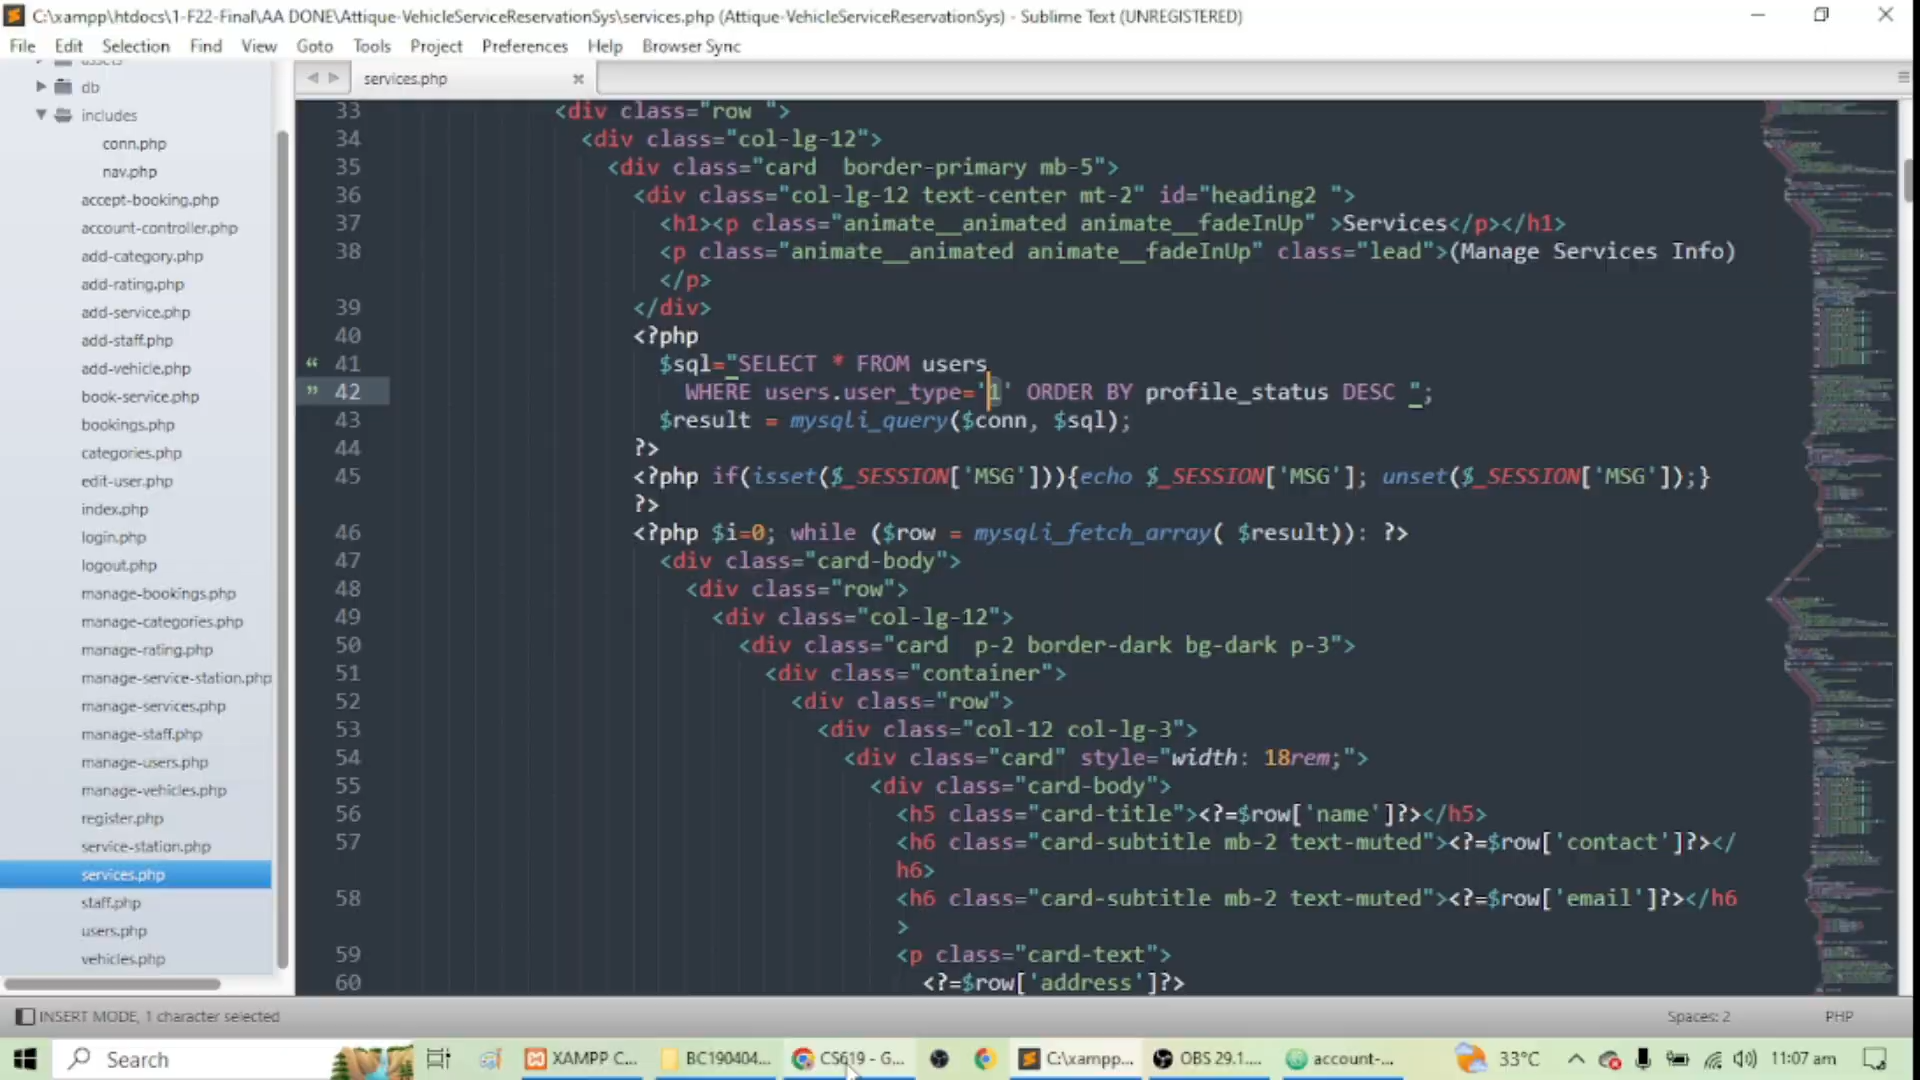 C:\xampp\htdocs\1-F22-Final\AA DONE\Attique-VehicleServiceReservationSys\services.php (Attique-VehicleServiceReservationSys) - Sublime Text (UNREGISTERED)
File Edit Selection Find View Goto Tools Project Preferences Help Browser Sync
assets
db
includes
conn.php
nav.php
accept-booking.php
account-controller.php
add-category.php
add-rating.php
add-service.php
add-staff.php
add-vehicle.php
book-service.php
bookings.php
categories.php
edit-user.php
index.php
login.php
logout.php
manage-bookings.php
manage-categories.php
manage-rating.php
manage-service-station.php
manage-services.php
manage-staff.php
manage-users.php
manage-vehicles.php
register.php
service-station.php
services.php
staff.php
users.php
vehicles.php
services.php
33 <div class="row ">
34 <div class="col-lg-12">
35 <div class="card  border-primary mb-5">
36 <div class="col-lg-12 text-center mt-2" id="heading2 ">
37 <h1><p class="animate__animated animate__fadeInUp" >Services</p></h1>
38 <p class="animate__animated animate__fadeInUp" class="lead">(Manage Services Info)
</p>
39 </div>
40 <?php
41 $sql="SELECT * FROM users
42 WHERE users.user_type='1' ORDER BY profile_status DESC ";
43 $result = mysqli_query($conn, $sql);
44 ?>
45 <?php if(isset($_SESSION['MSG'])){echo $_SESSION['MSG']; unset($_SESSION['MSG']);}
?>
46 <?php $i=0; while ($row = mysqli_fetch_array( $result)): ?>
47 <div class="card-body">
48 <div class="row">
49 <div class="col-lg-12">
50 <div class="card  p-2 border-dark bg-dark p-3">
51 <div class="container">
52 <div class="row">
53 <div class="col-12 col-lg-3">
54 <div class="card" style="width: 18rem;">
55 <div class="card-body">
56 <h5 class="card-title"><?=$row['name']?></h5>
57 <h6 class="card-subtitle mb-2 text-muted"><?=$row['contact']?></
h6>
58 <h6 class="card-subtitle mb-2 text-muted"><?=$row['email']?></h6
>
59 <p class="card-text">
60 <?=$row['address']?>
INSERT MODE, 1 character selected
Spaces: 2
PHP
Search
XAMPP C...
BC190404...
CS619 - G...
C:\xampp...
OBS 29.1....
account-...
33°C
11:07 am